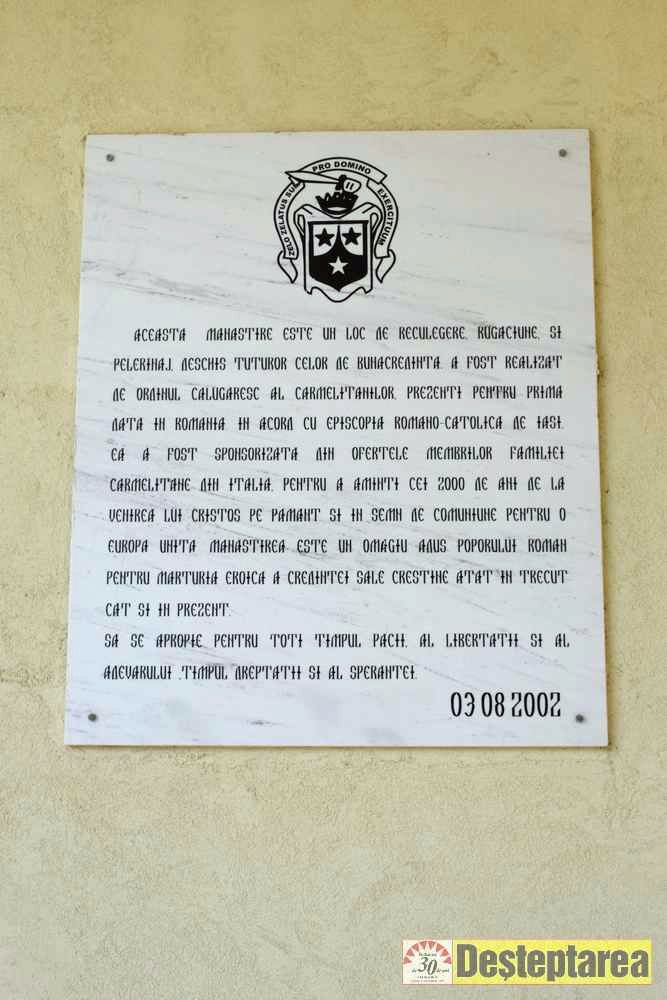 ZELO ZELATUS SUM PRO DOMINO EXERCITUUM
ACEASTA MANASTIRE ESTE UN LOC DE RECULEGERE, RUGACIUNE, SI
PELERINAJ, DESCHIS TUTUROR CELOR DE BUNACREDINTA. A FOST REALIZAT
DE ORDINUL CALUGARESC AL CARMELITANILOR, PREZENTI PENTRU PRIMA
DATA IN ROMANIA, IN ACORD CU EPISCOPIA ROMANO-CATOLICA DE IASI.
EA A FOST SPONSORIZATA DIN OFERTELE MEMBRILOR FAMILIEI
CARMELITANE DIN ITALIA, PENTRU A AMINTI CEI 2000 DE ANI DE LA
VENIREA LUI CRISTOS PE PAMANT SI IN SEMN DE COMUNIUNE PENTRU O
EUROPA UNITA MANASTIREA ESTE UN OMAGIU ADUS POPORULUI ROMAN
PENTRU MARTURIA EROICA A CREDINTEI SALE CRESTINE ATAT IN TRECUT
CAT SI IN PREZENT.
SA SE APROPIE, PENTRU TOTI TIMPUL PACII, AL LIBERTATII SI AL
ADEVARULUI ,TIMPUL DREPTATII SI AL SPERANTEI.
03 08 2002
30
Deșteptarea